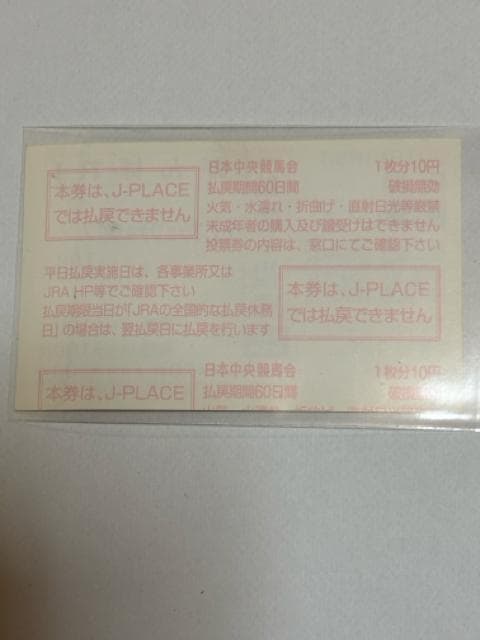 日本中央競馬会 1枚分10円
本券は、J-PLACE
では払戻できません
払戻期間60日間 破損無効
火気・水濡れ・折曲げ・直射日光等厳禁
未成年者の購入及び譲受けはできません
投票券の内容は、窓口にてご確認下さい
平日払戻実施日は、各事業所又は
JRA HP等でご確認下さい
払戻期限当日が「JRAの全国的な払戻休務
日」の場合は、翌払戻日に払戻を行います
本券は、J-PLACE
では払戻できません
日本中央競馬会 1枚分10円
本券は、J-PLACE
払戻期間60日間